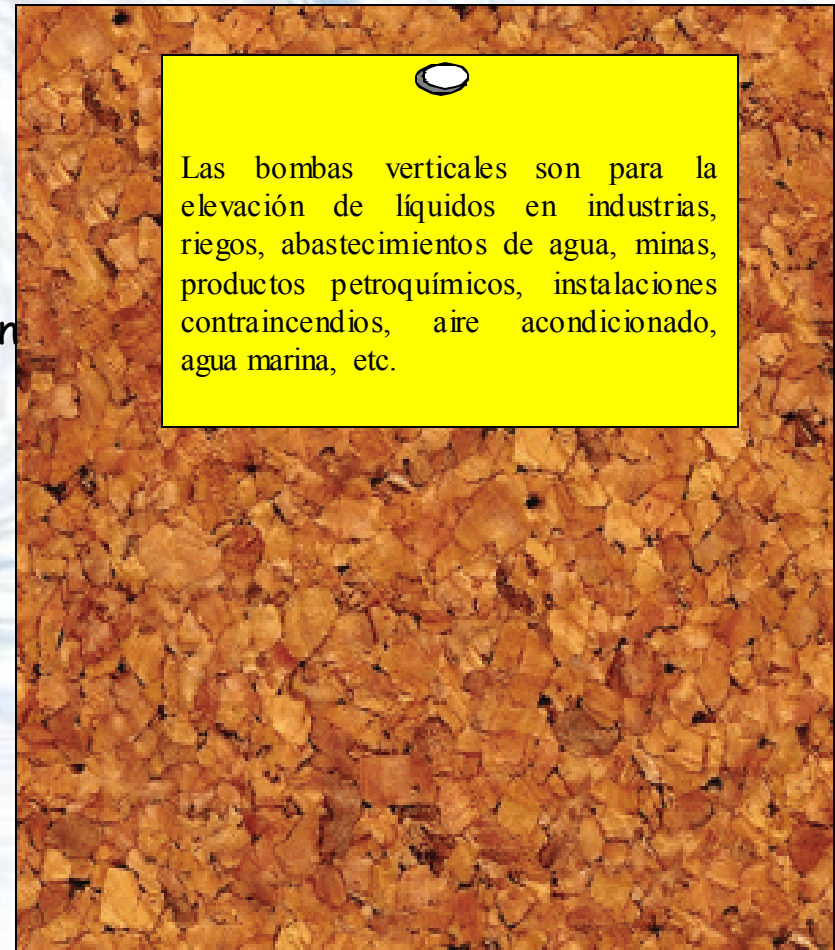 Las bombas verticales son para la
elevación de líquidos en industrias,
riegos, abastecimientos de agua, minas,
productos petroquímicos, instalaciones
contraincendios, aire acondicionado,
agua marina, etc.
n